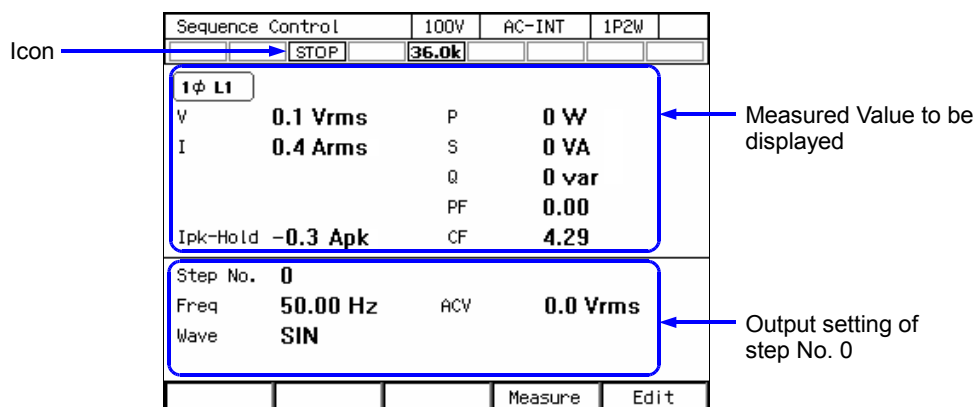 Sequence Control 100V AC-INT 1P2W
Icon STOP 36.0k
1ϕ L1
V 0.1 Vrms P 0 W
Measured Value to be
displayed
I 0.4 Arms S 0 VA
Q 0 var
PF 0.00
Ipk-Hold -0.3 Apk CF 4.29
Step No. 0
Freq 50.00 Hz ACV 0.0 Vrms
Wave SIN
Output setting of
step No. 0
Measure Edit